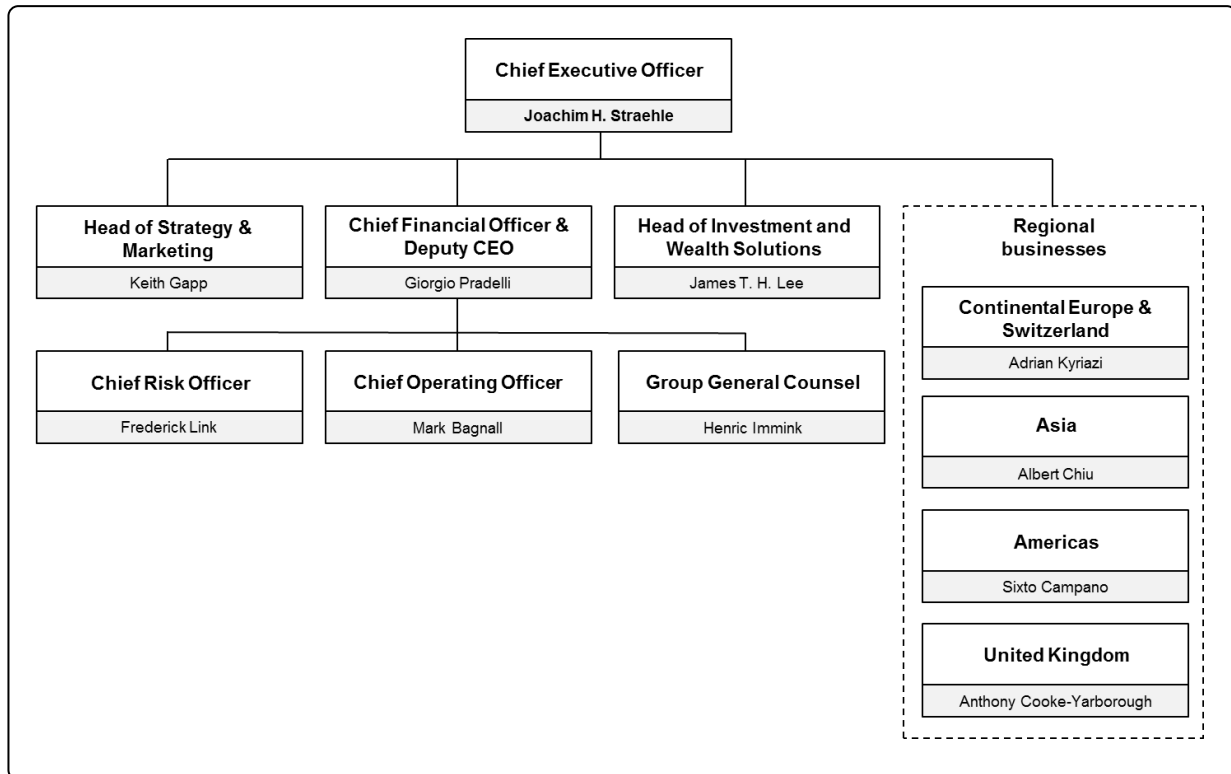 Chief Executive Officer
Joachim H. Straehle
Head of Strategy &
Marketing
Keith Gapp
Chief Financial Officer &
Deputy CEO
Giorgio Pradelli
Head of Investment and
Wealth Solutions
James T. H. Lee
Regional
businesses
Chief Risk Officer
Frederick Link
Chief Operating Officer
Mark Bagnall
Group General Counsel
Henric Immink
Continental Europe &
Switzerland
Adrian Kyriazi
Asia
Albert Chiu
Americas
Sixto Campano
United Kingdom
Anthony Cooke-Yarborough